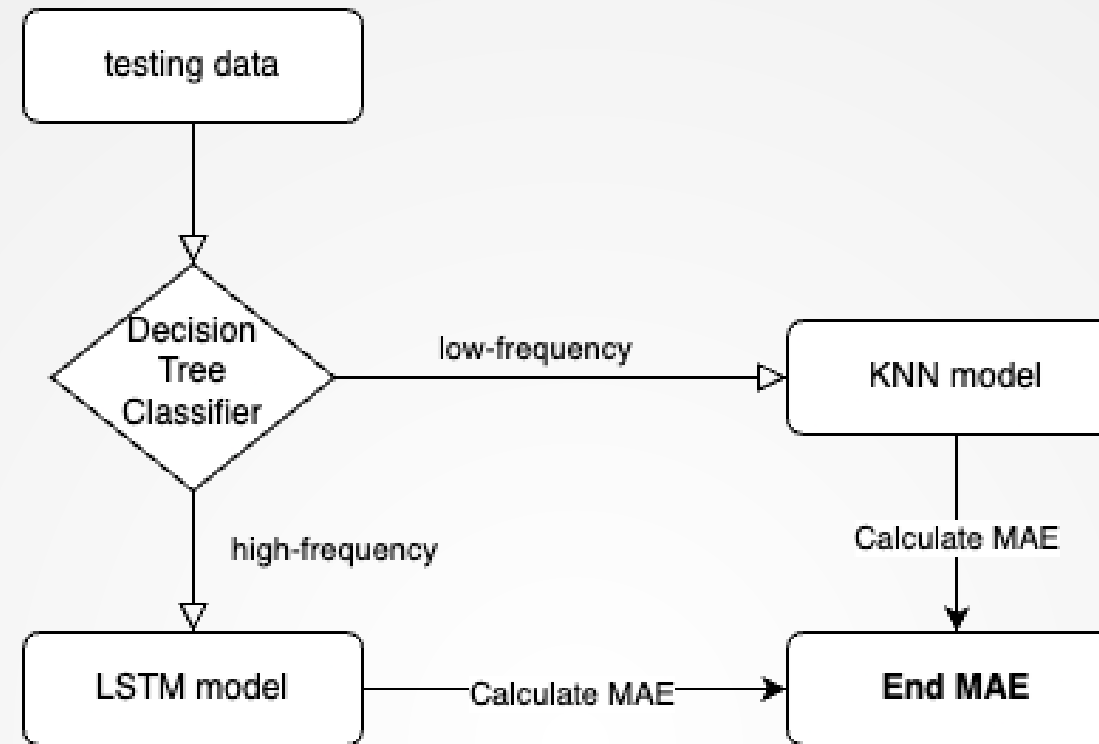 testing data
Decision
Tree
Classifier
low-frequency
KNN model
high-frequency
Calculate MAE
LSTM model
Calculate MAE
End MAE